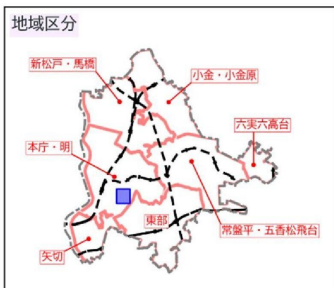 地域区分
新松戸・馬橋
小金・小金原
六実六高台
本庁・明
東部
常盤平・五香松飛台
矢切